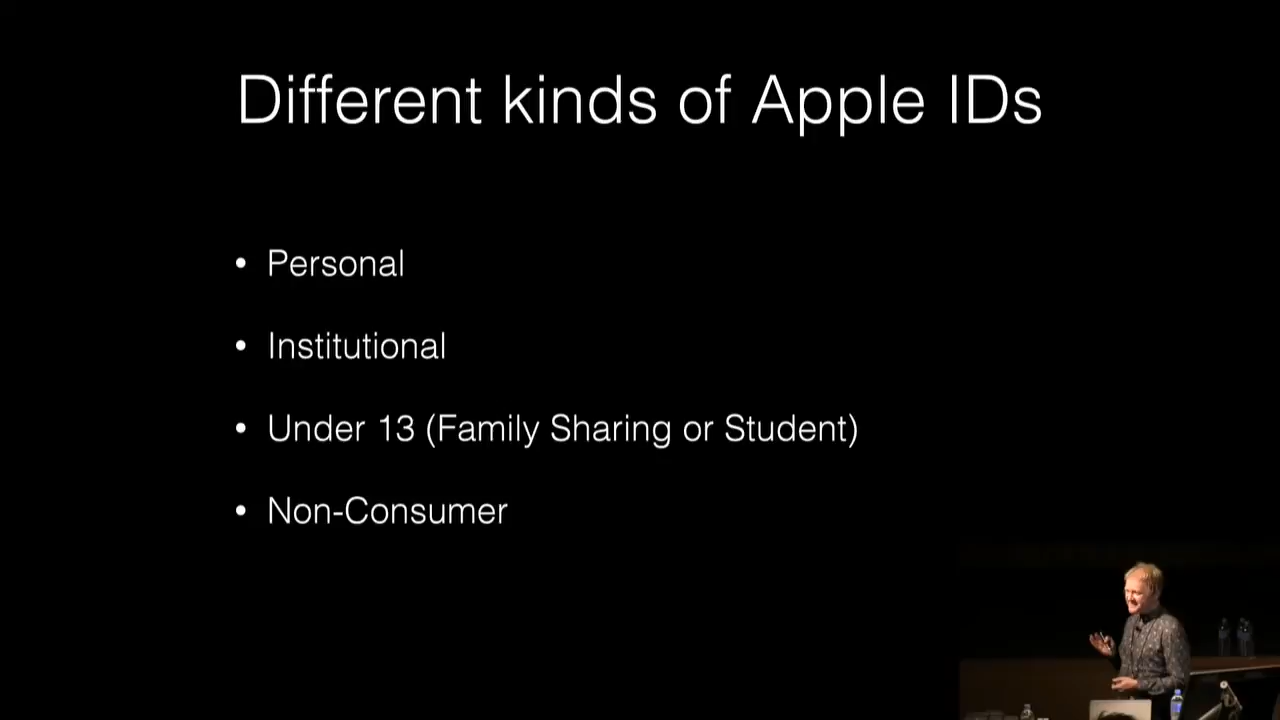 Different kinds of Apple IDs
• Personal
• Institutional
• Under 13 (Family Sharing or Student)
• Non-Consumer